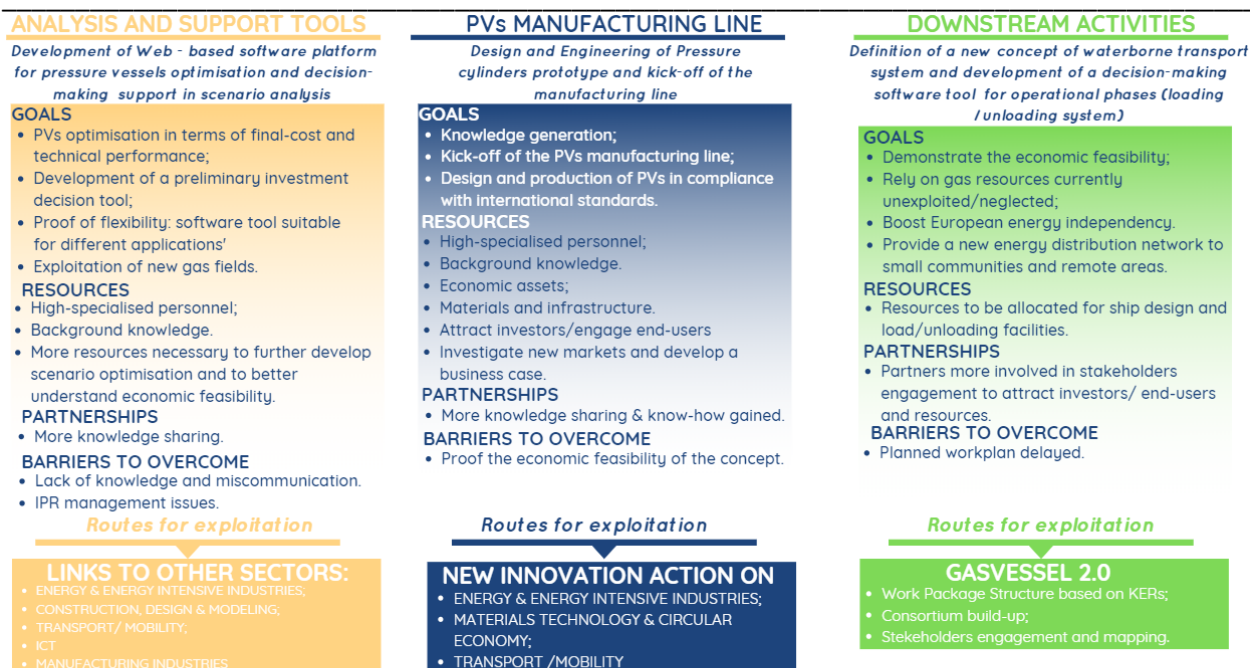 ANALYSIS AND SUPPORT TOOLS
Development of Web - based software platform
for pressure vessels optimisation and decision-
making support in scenario analysis
GOALS
• PVs optimisation in terms of final-cost and
technical performance;
• Development of a preliminary investment
decision tool;
• Proof of flexibility: software tool suitable
for different applications'
• Exploitation of new gas fields.
RESOURCES
• High-specialised personnel;
• Background knowledge.
• More resources necessary to further develop
scenario optimisation and to better
understand economic feasibility.
PARTNERSHIPS
• More knowledge sharing.
BARRIERS TO OVERCOME
• Lack of knowledge and miscommunication.
• IPR management issues.
Routes for exploitation
LINKS TO OTHER SECTORS:
• ENERGY & ENERGY INTENSIVE INDUSTRIES;
• CONSTRUCTION, DESIGN & MODELING;
• TRANSPORT/ MOBILITY;
• ICT
• MANUFACTURING INDUSTRIES
PVs MANUFACTURING LINE
Design and Engineering of Pressure
cylinders prototype and kick-off of the
manufacturing line
GOALS
• Knowledge generation;
• Kick-off of the PVs manufacturing line;
• Design and production of PVs in compliance
with international standards.
RESOURCES
• High-specialised personnel;
• Background knowledge.
• Economic assets;
• Materials and infrastructure.
• Attract investors/engage end-users
• Investigate new markets and develop a
business case.
PARTNERSHIPS
• More knowledge sharing & know-how gained.
BARRIERS TO OVERCOME
• Proof the economic feasibility of the concept.
Routes for exploitation
NEW INNOVATION ACTION ON
• ENERGY & ENERGY INTENSIVE INDUSTRIES;
• MATERIALS TECHNOLOGY & CIRCULAR
ECONOMY;
• TRANSPORT /MOBILITY
DOWNSTREAM ACTIVITIES
Definition of a new concept of waterborne transport
system and development of a decision-making
software tool for operational phases (loading
/unloading system)
GOALS
• Demonstrate the economic feasibility;
• Rely on gas resources currently
unexploited/neglected;
• Boost European energy independency.
• Provide a new energy distribution network to
small communities and remote areas.
RESOURCES
• Resources to be allocated for ship design and
load/unloading facilities.
PARTNERSHIPS
• Partners more involved in stakeholders
engagement to attract investors/ end-users
and resources.
BARRIERS TO OVERCOME
• Planned workplan delayed.
Routes for exploitation
GASVESSEL 2.0
• Work Package Structure based on KERs;
• Consortium build-up;
• Stekeholders engagement and mapping.